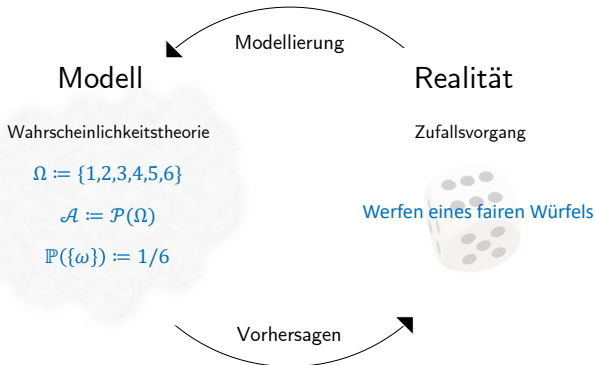 Modellierung
Modell
Realität
Wahrscheinlichkeitstheorie
Zufallsvorgang
Ω ≔ {1,2,3,4,5,6}
𝒜 ≔ 𝒫(Ω)
Werfen eines fairen Würfels
ℙ({ω}) ≔ 1/6
Vorhersagen